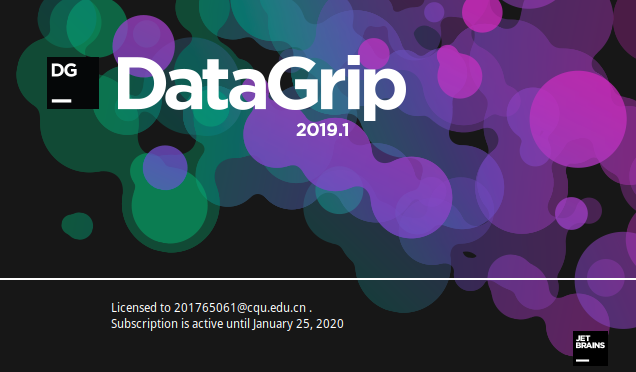 DG
DataGrip
2019.1
Licensed to 201765061@cqu.edu.cn .
Subscription is active until January 25, 2020
JET
BRAINS